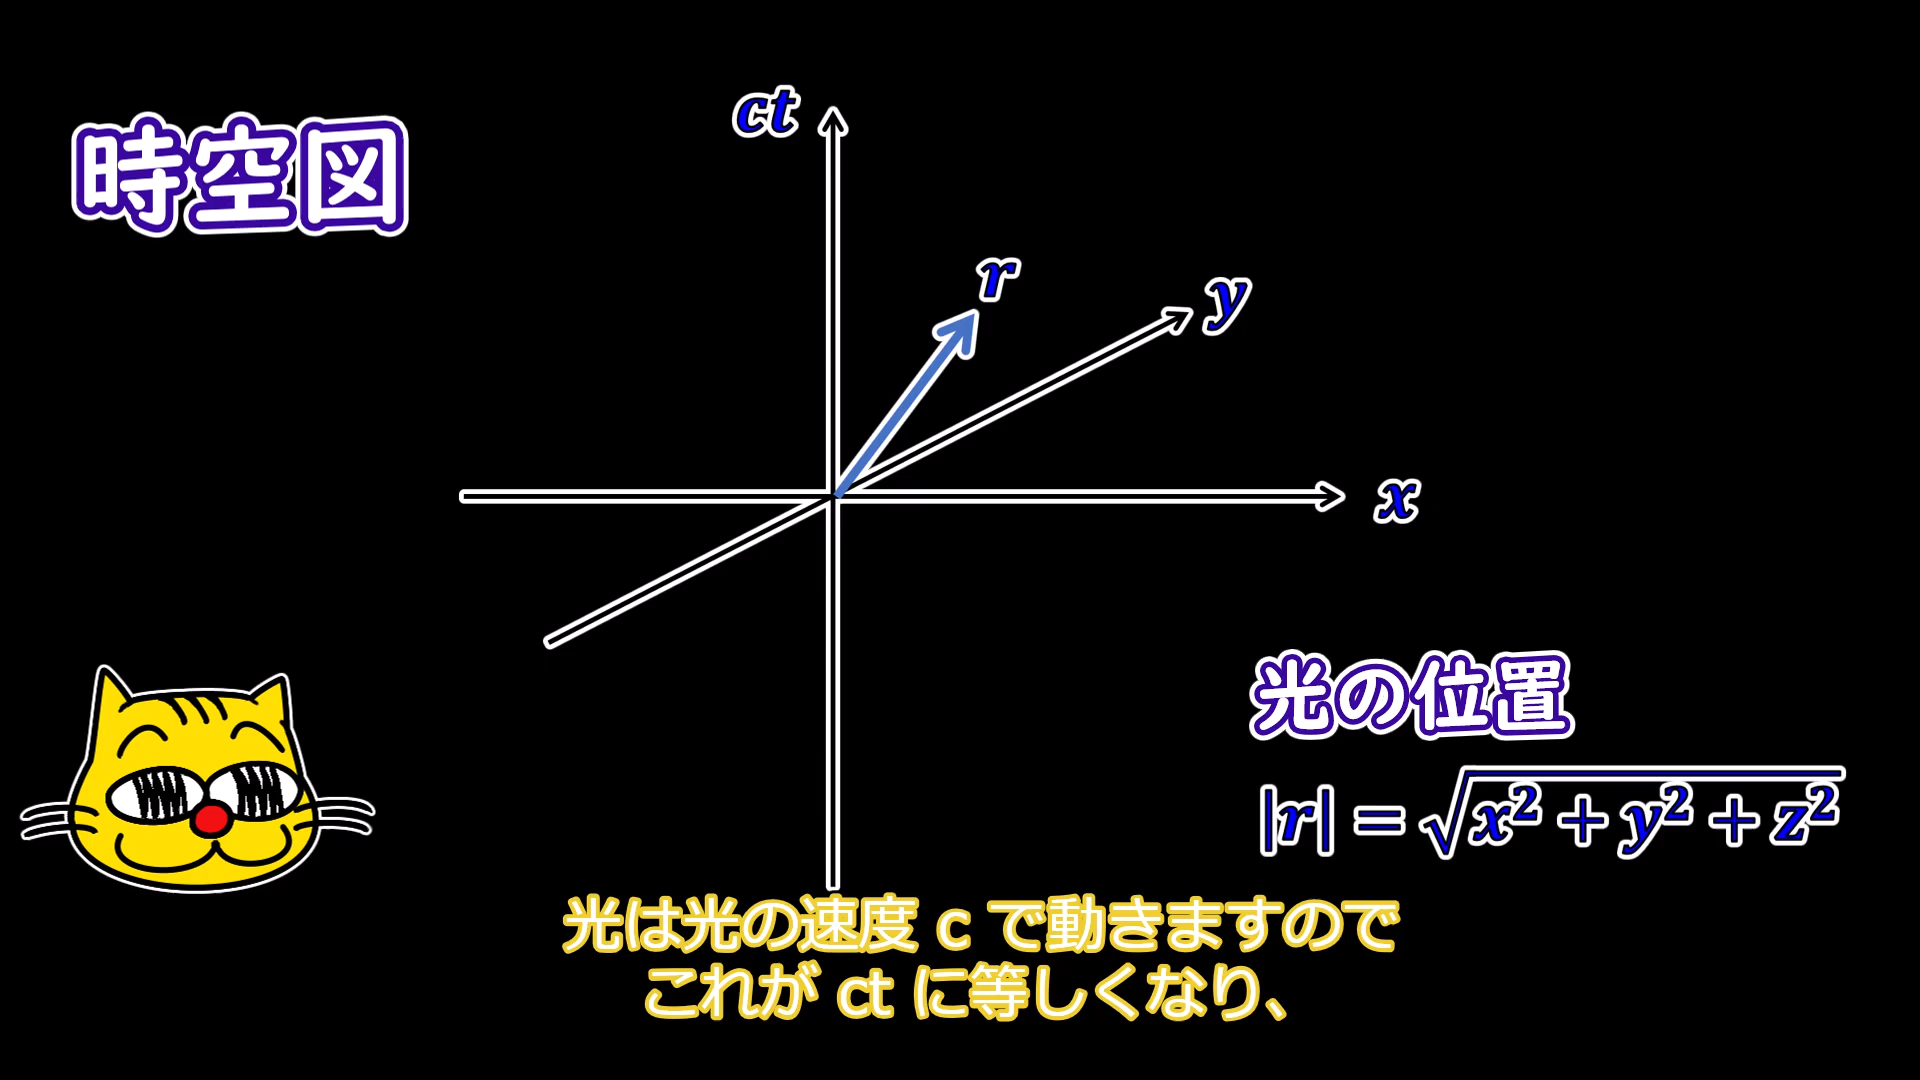 時空図
ct
r
y
x
光の位置
|r| = √x² + y² + z²
光は光の速度 c で動きますので
これが ct に等しくなり、